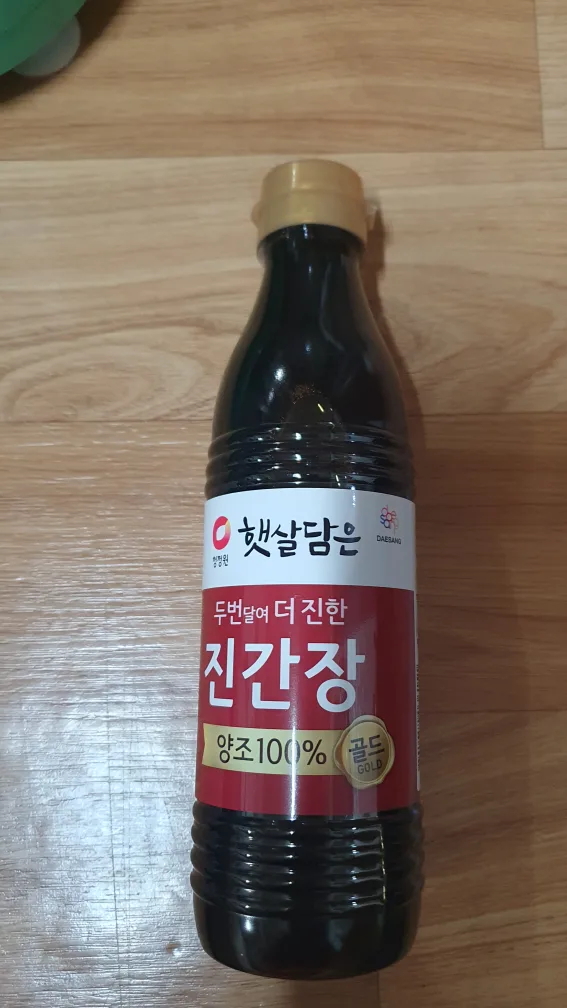 청정원
햇살담은
DAESANG
두번달여 더 진한
진간장
양조100%
골드
GOLD